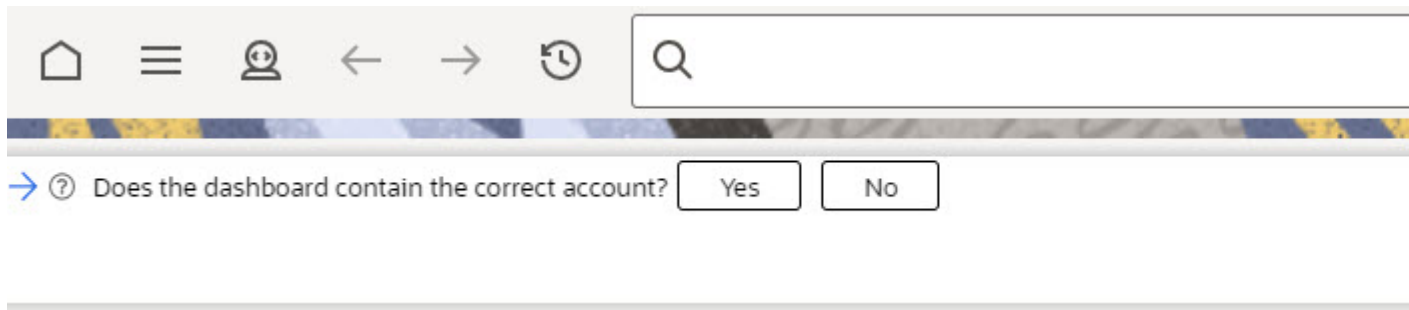 Does the dashboard contain the correct account? Yes No